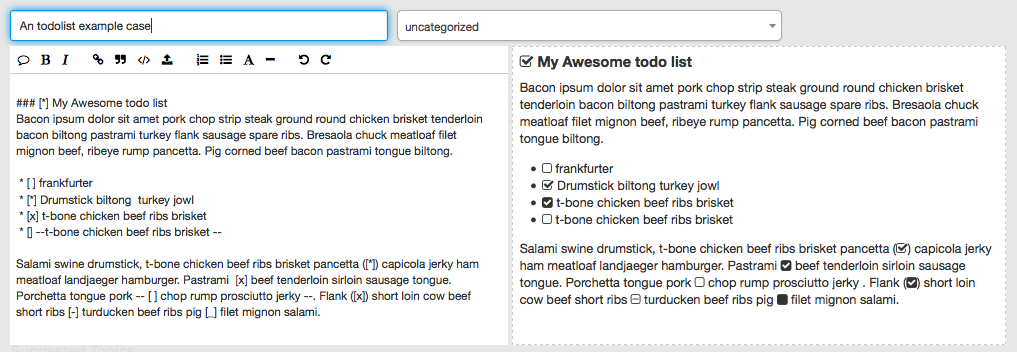 An todolist example case
uncategorized
### [*] My Awesome todo list
Bacon ipsum dolor sit amet pork chop strip steak ground round chicken brisket tenderloin
bacon biltong pastrami turkey flank sausage spare ribs. Bresaola chuck meatloaf filet
mignon beef, ribeye rump pancetta. Pig corned beef bacon pastrami tongue biltong.
* [ ] frankfurter
* [*] Drumstick biltong  turkey jowl
* [x] t-bone chicken beef ribs brisket
* [] --t-bone chicken beef ribs brisket --
Salami swine drumstick, t-bone chicken beef ribs brisket pancetta ([*]) capicola jerky ham
meatloaf landjaeger hamburger. Pastrami  [x] beef tenderloin sirloin sausage tongue.
Porchetta tongue pork -- [ ] chop rump prosciutto jerky --. Flank ([x]) short loin cow beef
short ribs [-] turducken beef ribs pig [_] filet mignon salami.
My Awesome todo list
Bacon ipsum dolor sit amet pork chop strip steak ground round chicken brisket
tenderloin bacon biltong pastrami turkey flank sausage spare ribs. Bresaola chuck
meatloaf filet mignon beef, ribeye rump pancetta. Pig corned beef bacon pastrami
tongue biltong.
• ☐ frankfurter
• ☑ Drumstick biltong turkey jowl
• ☑ t-bone chicken beef ribs brisket
• ☐ t-bone chicken beef ribs brisket
Salami swine drumstick, t-bone chicken beef ribs brisket pancetta (☑) capicola jerky
ham meatloaf landjaeger hamburger. Pastrami ☑ beef tenderloin sirloin sausage
tongue. Porchetta tongue pork ☐ chop rump prosciutto jerky . Flank (☑) short loin
cow beef short ribs ⊟ turducken beef ribs pig ■ filet mignon salami.
Suggested Topics